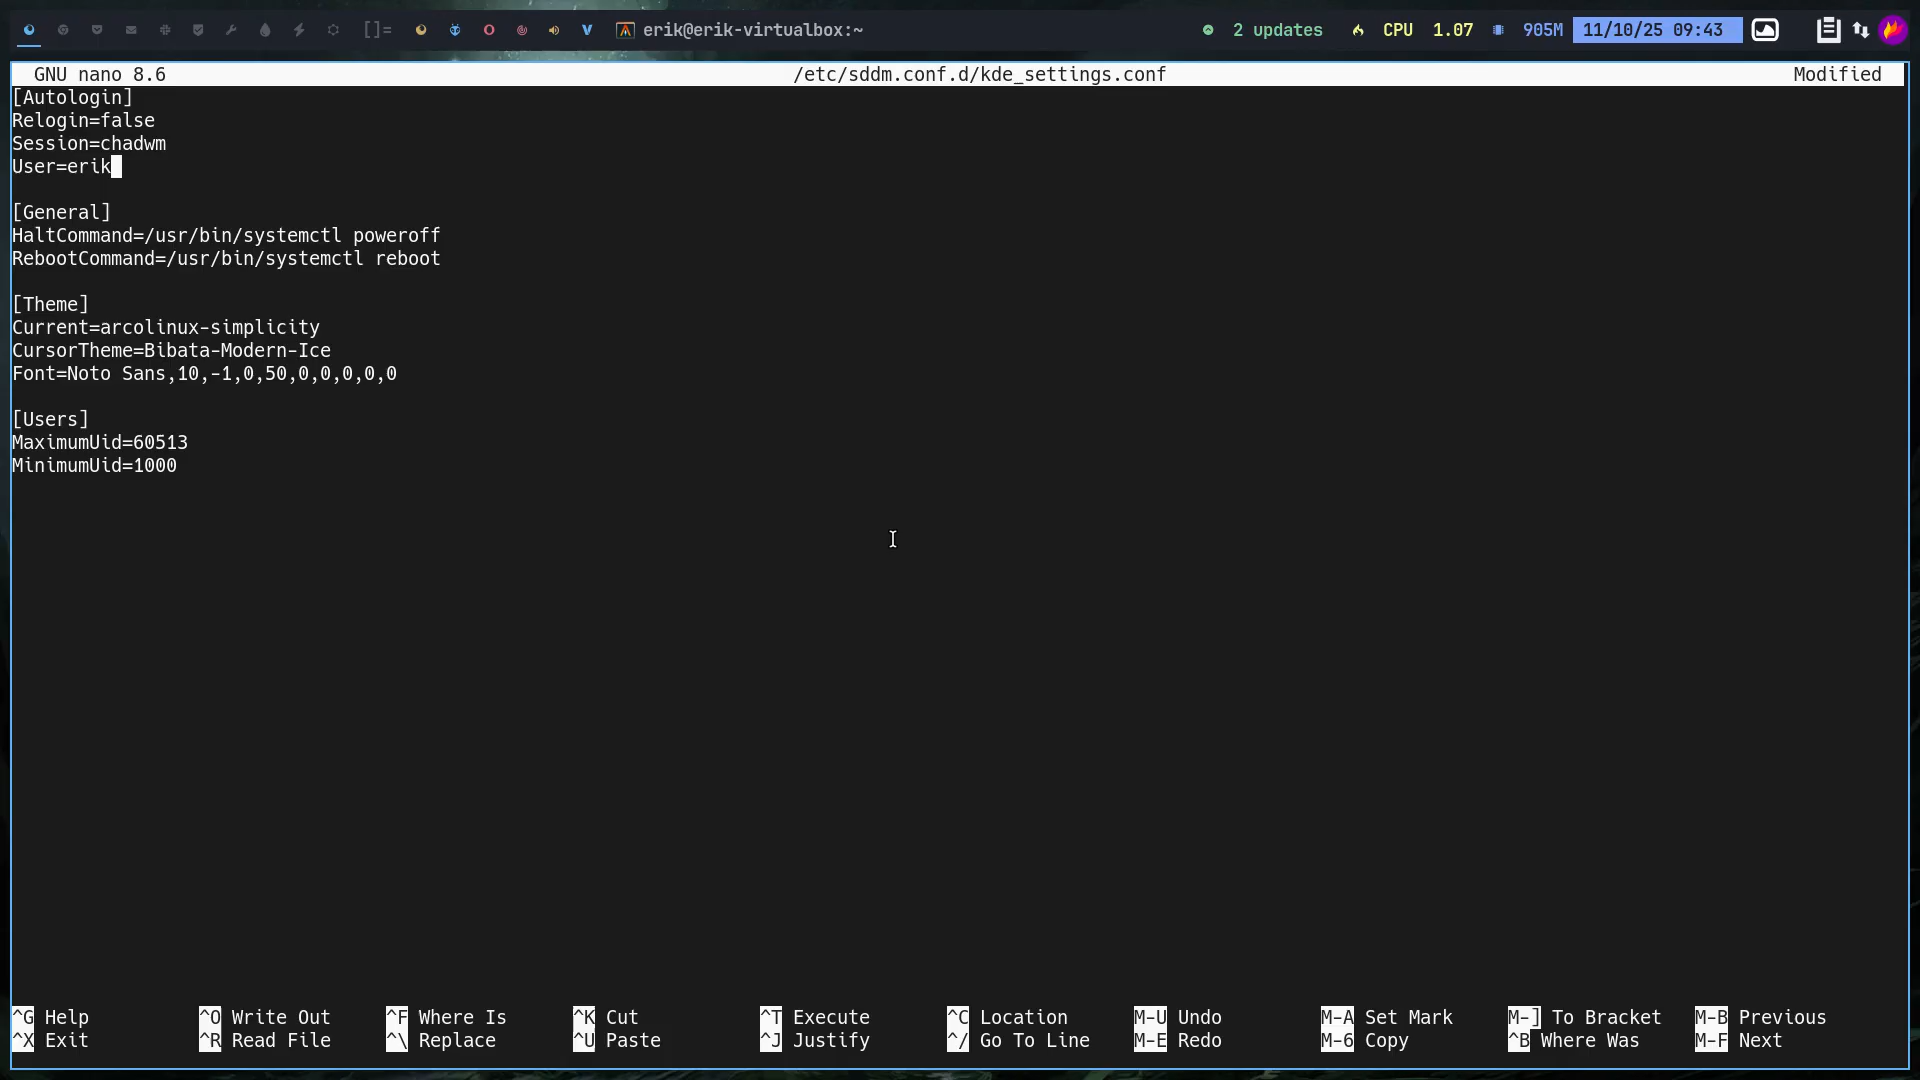 []= V erik@erik-virtualbox:~ 2 updates CPU 1.07 905M 11/10/25 09:43
GNU nano 8.6 /etc/sddm.conf.d/kde_settings.conf Modified
[Autologin]
Relogin=false
Session=chadwm
User=erik
[General]
HaltCommand=/usr/bin/systemctl poweroff
RebootCommand=/usr/bin/systemctl reboot
[Theme]
Current=arcolinux-simplicity
CursorTheme=Bibata-Modern-Ice
Font=Noto Sans,10,-1,0,50,0,0,0,0,0
[Users]
MaximumUid=60513
MinimumUid=1000
^G Help ^O Write Out ^F Where Is ^K Cut ^T Execute ^C Location M-U Undo M-A Set Mark M-] To Bracket M-B Previous
^X Exit ^R Read File ^\ Replace ^U Paste ^J Justify ^/ Go To Line M-E Redo M-6 Copy ^B Where Was M-F Next